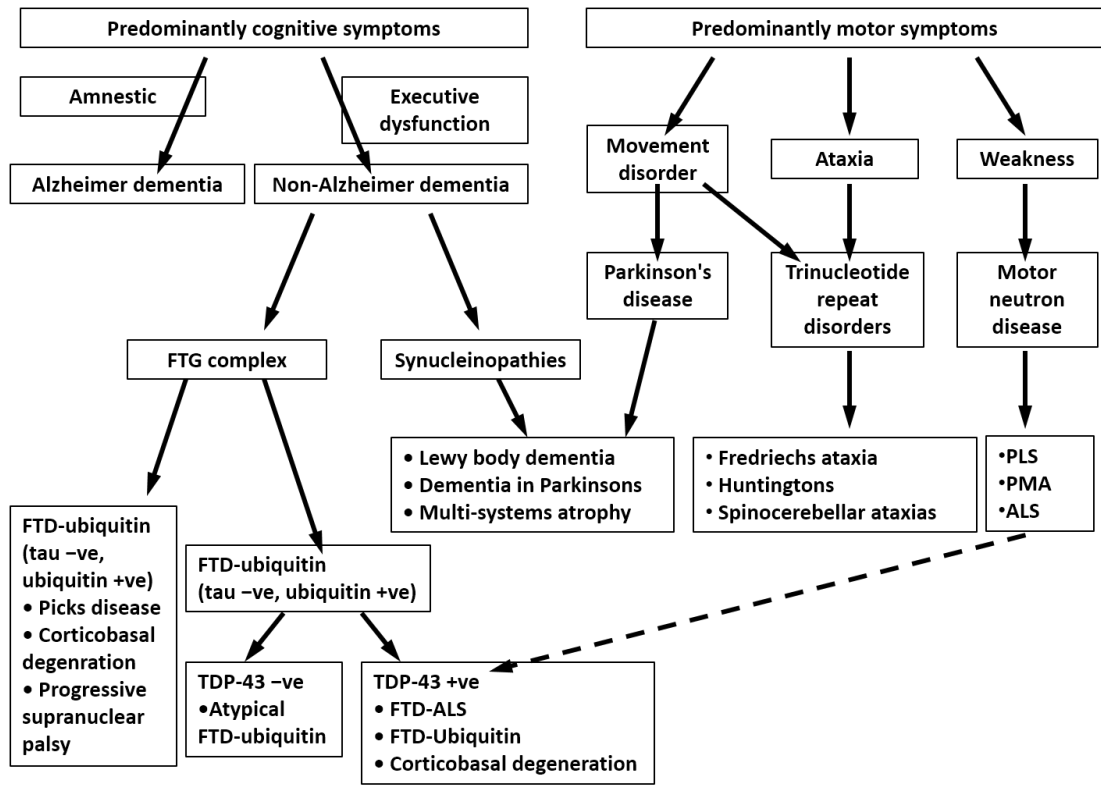 Predominantly cognitive symptoms
Predominantly motor symptoms
Amnestic
Executive
dysfunction
Movement
disorder
Ataxia
Weakness
Alzheimer dementia
Non-Alzheimer dementia
Parkinson's
disease
Trinucleotide
repeat
disorders
Motor
neutron
disease
FTG complex
Synucleinopathies
• Lewy body dementia
• Dementia in Parkinsons
• Multi-systems atrophy
• Fredriechs ataxia
• Huntingtons
• Spinocerebellar ataxias
•PLS
•PMA
•ALS
FTD-ubiquitin
(tau –ve,
ubiquitin +ve)
• Picks disease
• Corticobasal
degenration
• Progressive
supranuclear
palsy
FTD-ubiquitin
(tau –ve, ubiquitin +ve)
TDP-43 –ve
•Atypical
FTD-ubiquitin
TDP-43 +ve
• FTD-ALS
• FTD-Ubiquitin
• Corticobasal degeneration